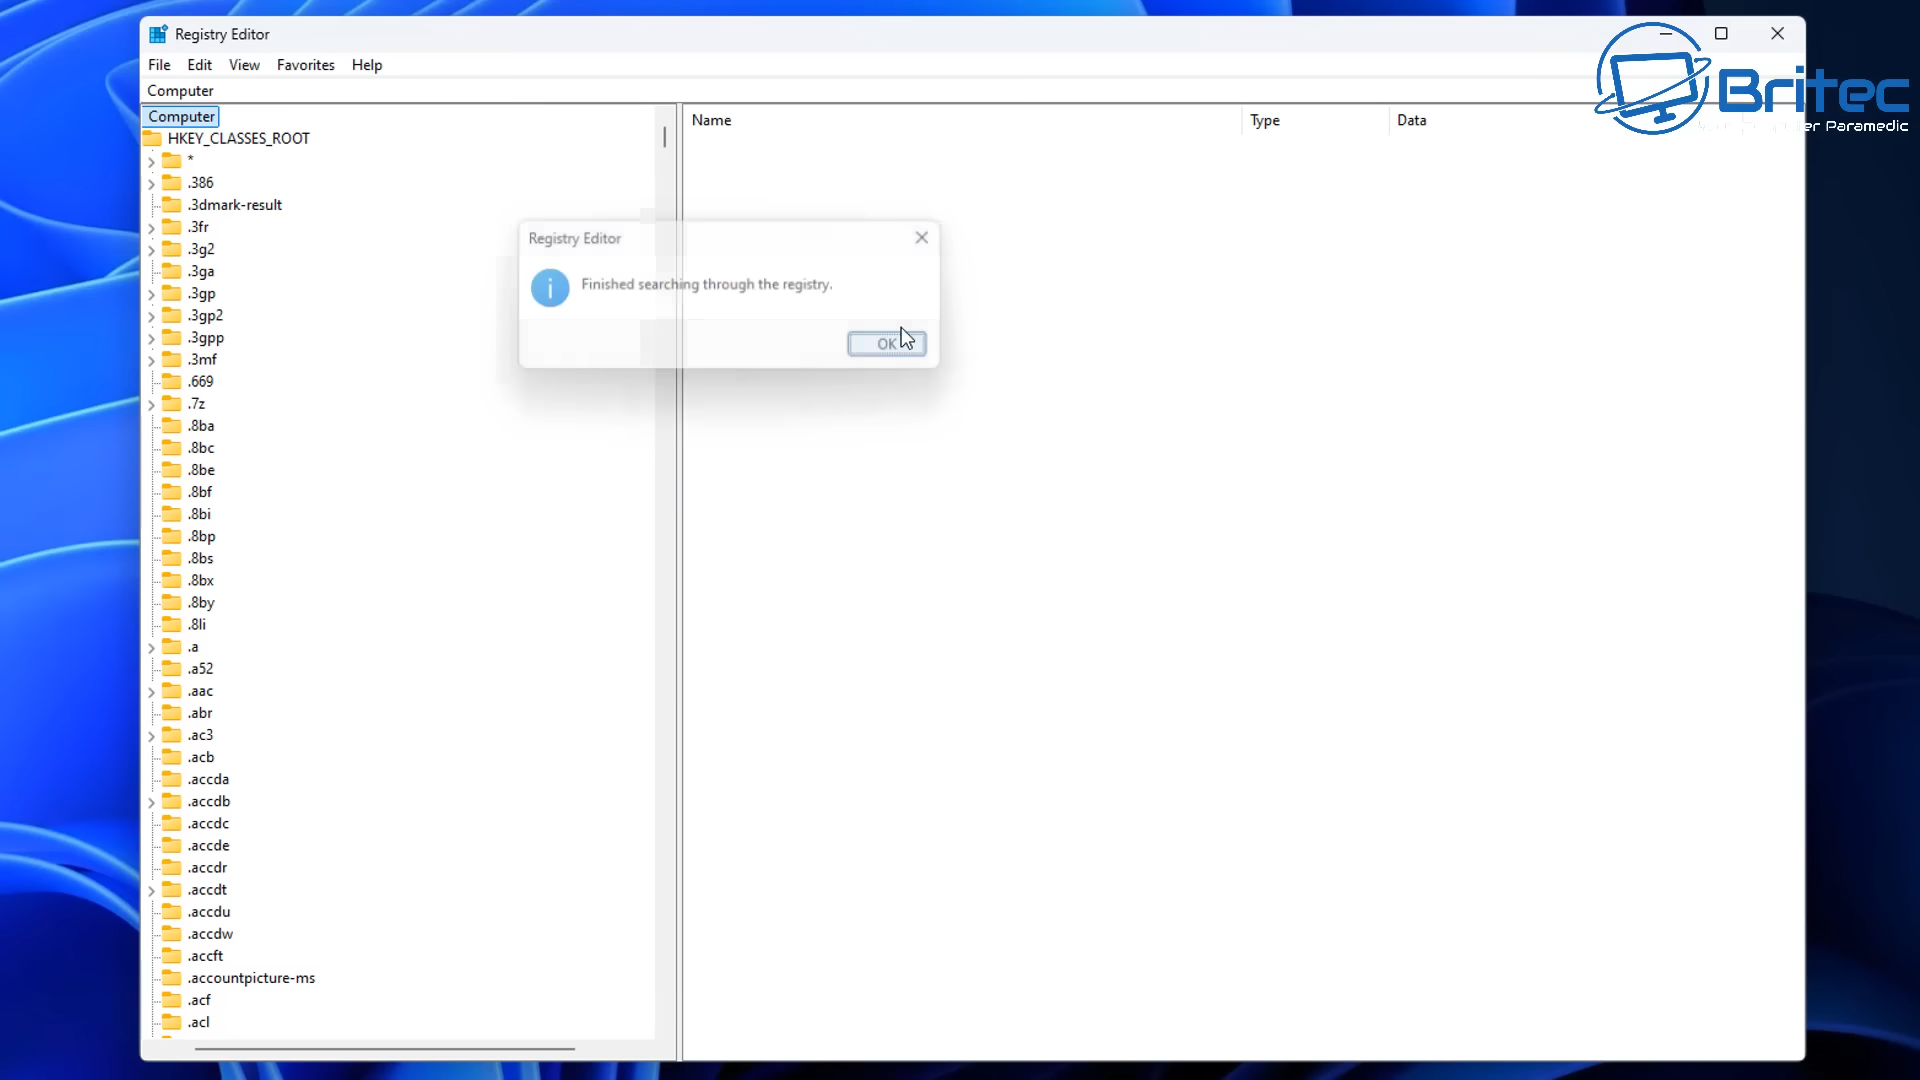 Registry Editor
File Edit View Favorites Help
Computer
Computer
HKEY_CLASSES_ROOT
*
.386
.3dmark-result
.3fr
.3g2
.3ga
.3gp
.3gp2
.3gpp
.3mf
.669
.7z
.8ba
.8bc
.8be
.8bf
.8bi
.8bp
.8bs
.8bx
.8by
.8li
.a
.a52
.aac
.abr
.ac3
.acb
.accda
.accdb
.accdc
.accde
.accdr
.accdt
.accdu
.accdw
.accft
.accountpicture-ms
.acf
.acl
Name Type Data
Registry Editor
Finished searching through the registry.
OK
Britec
Paramedic